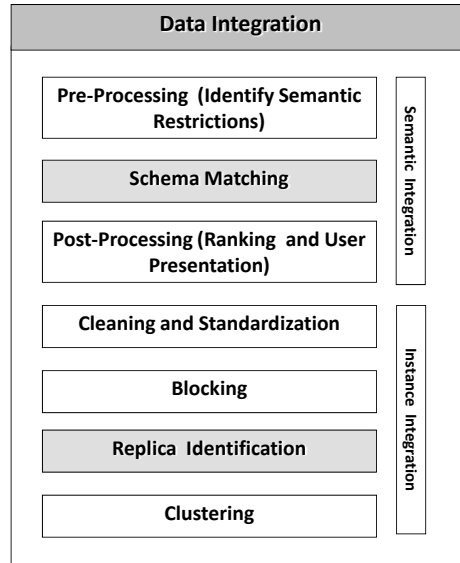 Data Integration
Pre-Processing (Identify Semantic
Restrictions)
Schema Matching
Post-Processing (Ranking and User
Presentation)
Semantic Integration
Cleaning and Standardization
Blocking
Replica Identification
Clustering
Instance Integration